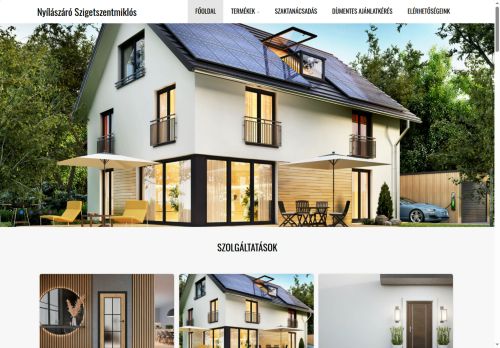 Nyílászáró Szigetszentmiklós
FŐOLDAL TERMÉKEK SZAKTANÁCSADÁS DÍJMENTES AJÁNLATKÉRÉS ELÉRHETŐSÉGEINK
SZOLGÁLTATÁSOK